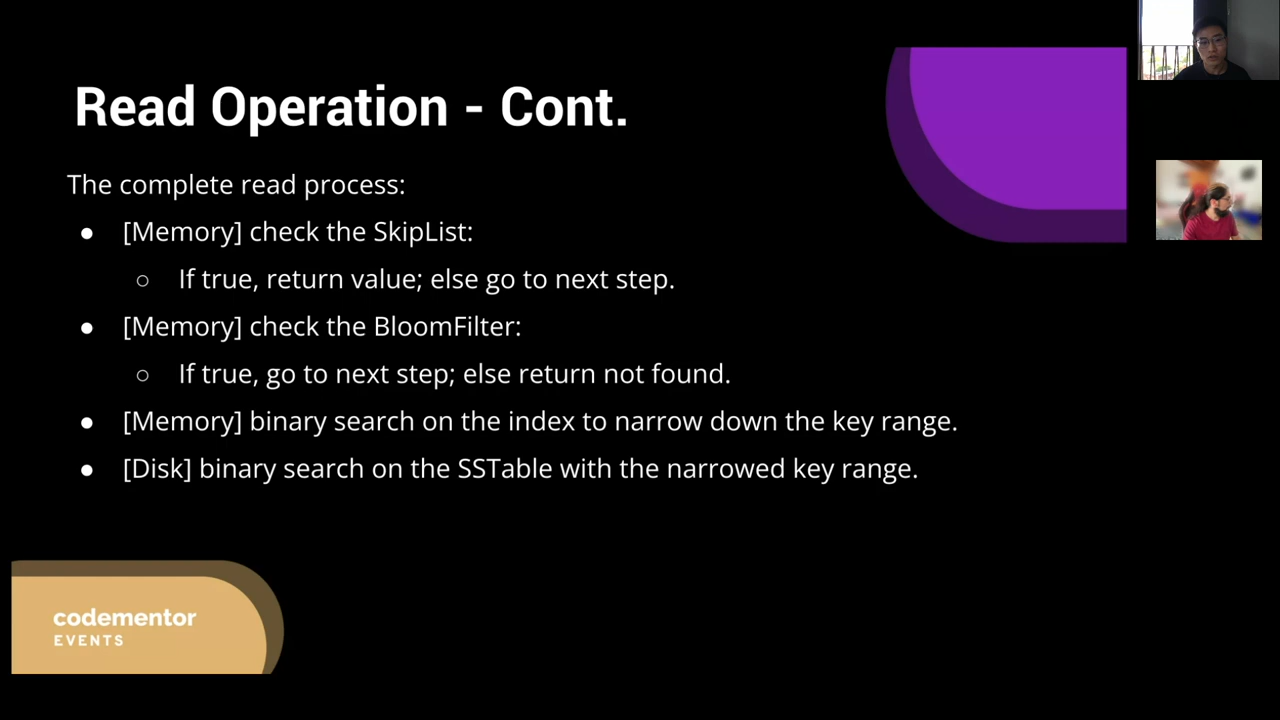 Read Operation - Cont.
The complete read process:
● [Memory] check the SkipList:
○ If true, return value; else go to next step.
● [Memory] check the BloomFilter:
○ If true, go to next step; else return not found.
● [Memory] binary search on the index to narrow down the key range.
● [Disk] binary search on the SSTable with the narrowed key range.
codementor
EVENTS